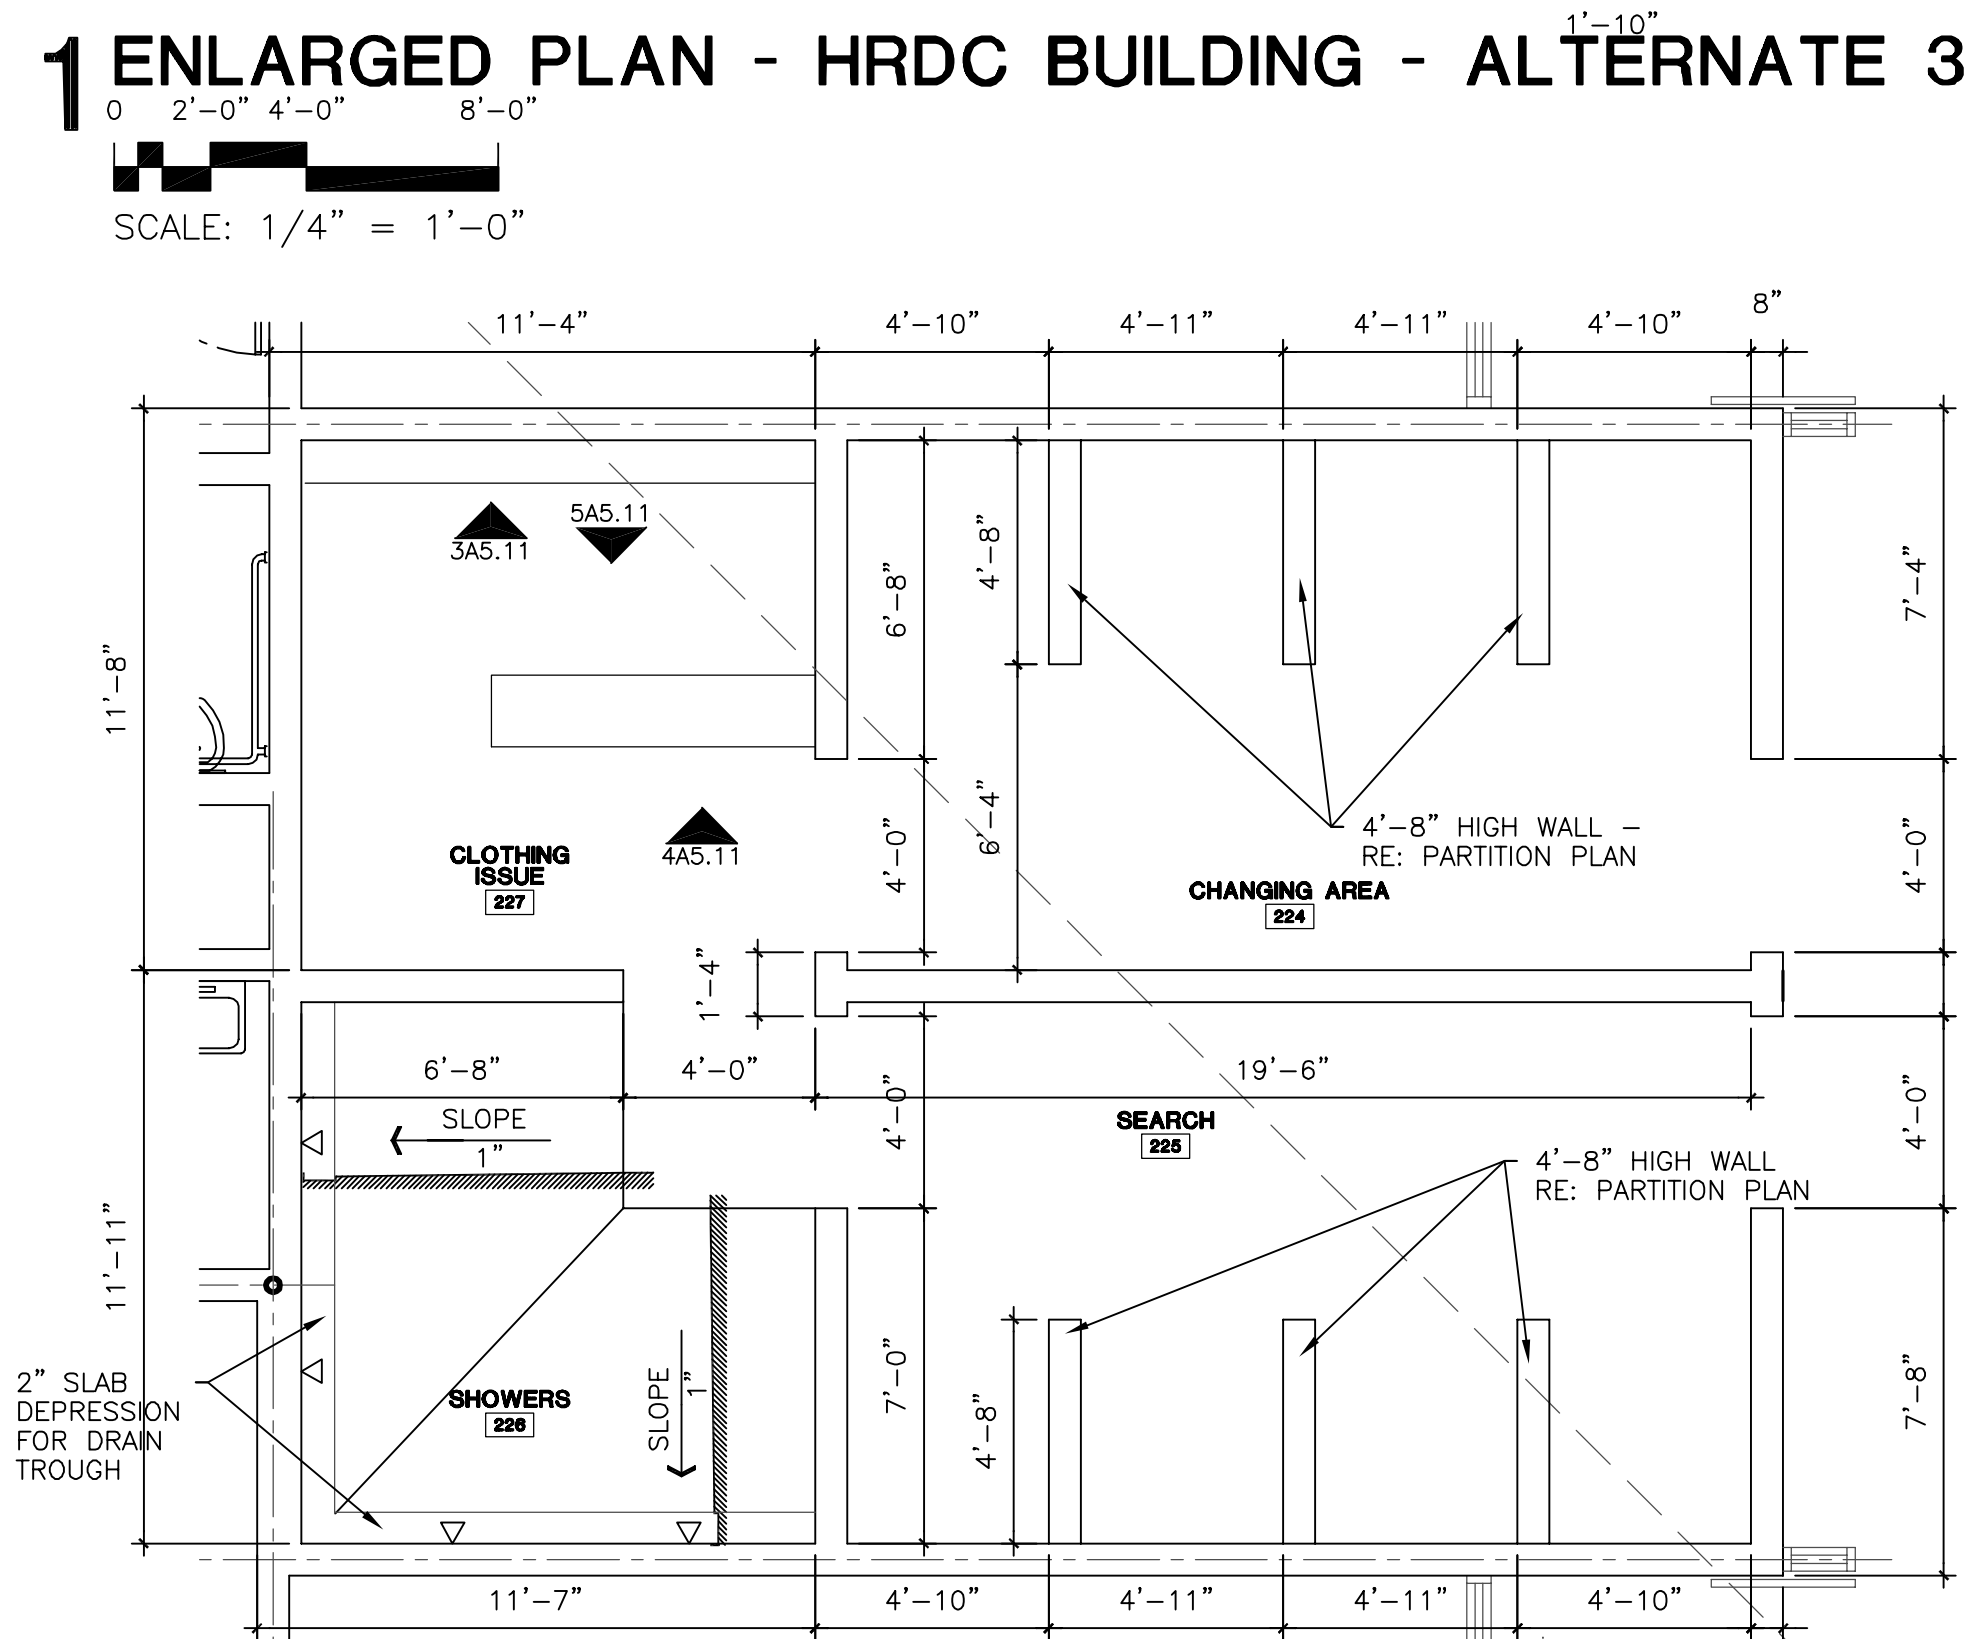 1'-10"
1 ENLARGED PLAN - HRDC BUILDING - ALTERNATE 3
0 2'-0" 4'-0" 8'-0"
SCALE: 1/4" = 1'-0"
8"
11'-4" 4'-10" 4'-11" 4'-11" 4'-10"
5A5.11
3A5.11
4'-8"
6'-8"
7'-4"
11'-8"
6'-4"
4'-0"
4'-0"
4'-8" HIGH WALL -
RE: PARTITION PLAN
4A5.11
CLOTHING
ISSUE
227
CHANGING AREA
224
1'-4"
6'-8" 4'-0" 19'-6"
4'-0"
4'-0"
SLOPE
1"
SEARCH
225
4'-8" HIGH WALL
RE: PARTITION PLAN
11'-11"
7'-0"
7'-8"
4'-8"
SLOPE
1"
2" SLAB
DEPRESSION
FOR DRAIN
TROUGH
SHOWERS
226
11'-7" 4'-10" 4'-11" 4'-11" 4'-10"